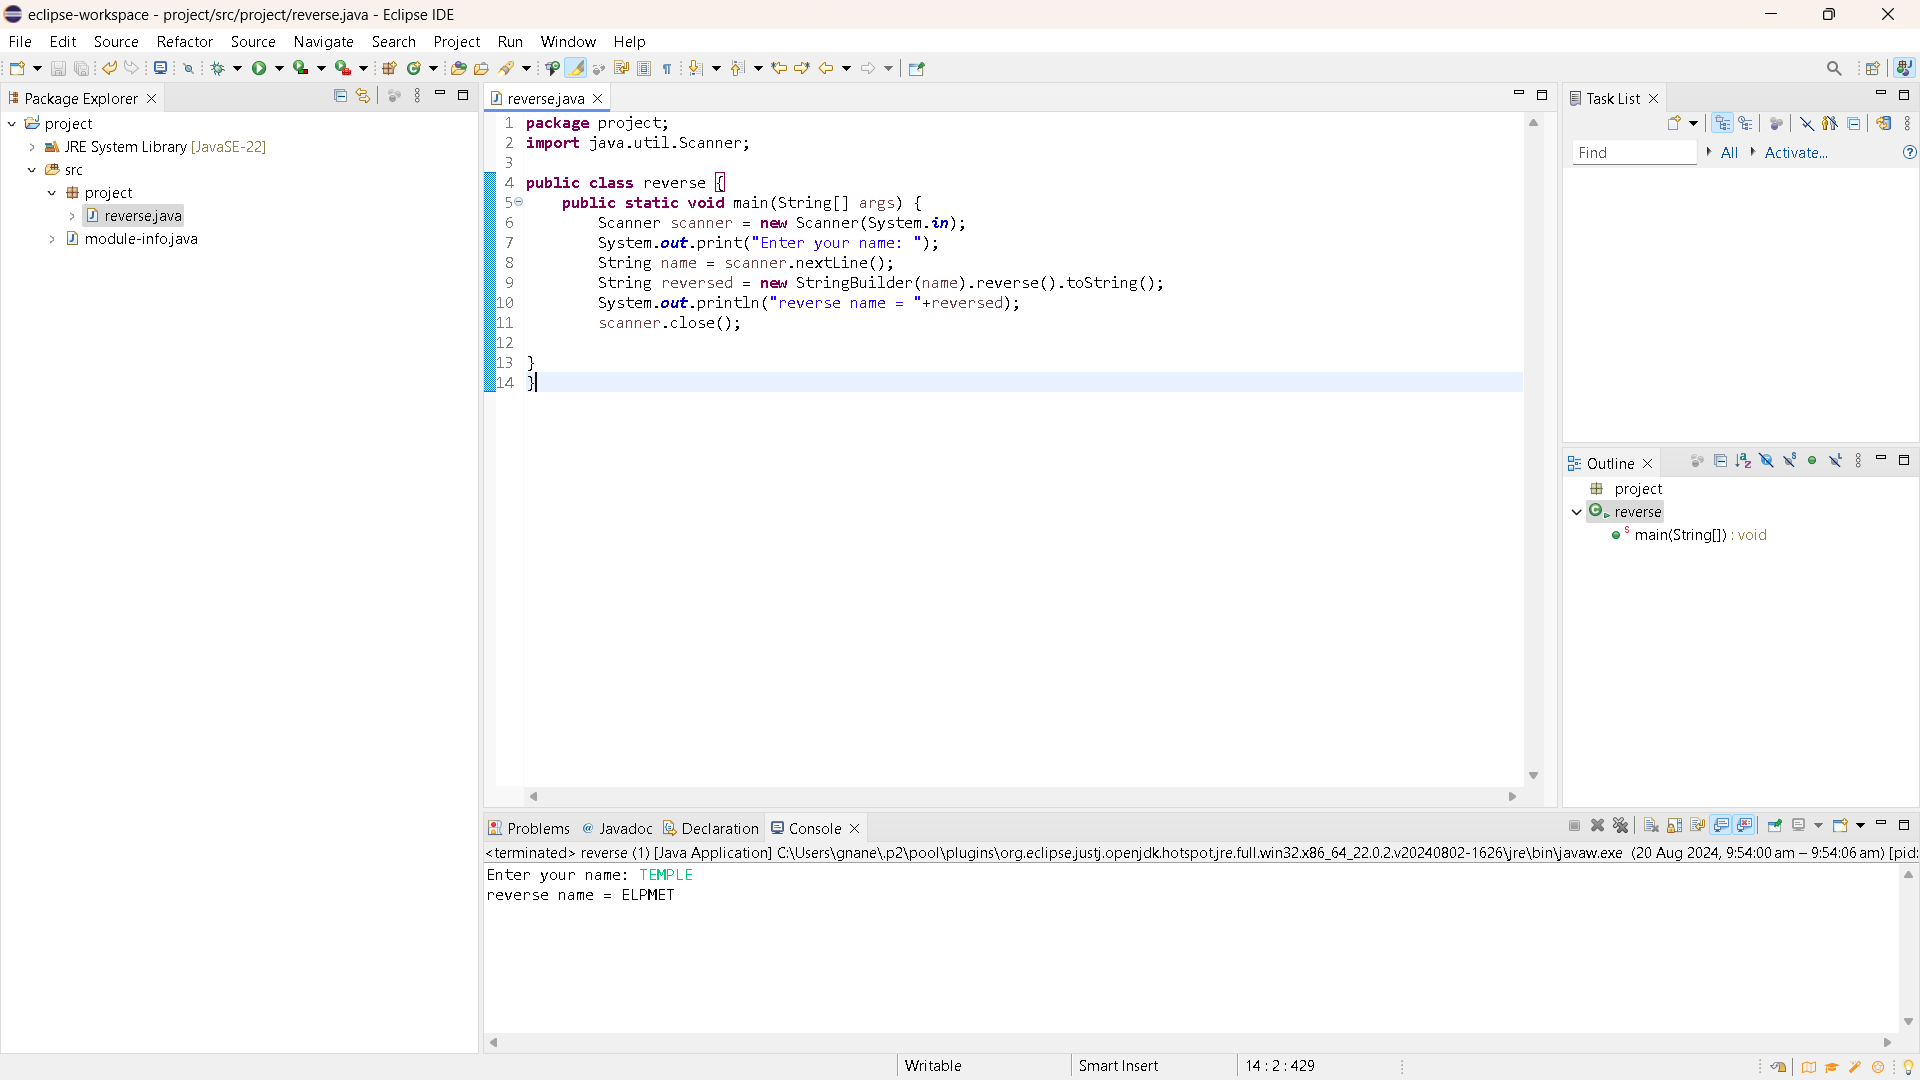 eclipse-workspace - project/src/project/reverse.java - Eclipse IDE
File Edit Source Refactor Source Navigate Search Project Run Window Help
Package Explorer
project
JRE System Library [JavaSE-22]
src
project
reverse.java
module-info.java
reverse.java
1 package project;
2 import java.util.Scanner;
3
4 public class reverse {
5 public static void main(String[] args) {
6 Scanner scanner = new Scanner(System.in);
7 System.out.print("Enter your name: ");
8 String name = scanner.nextLine();
9 String reversed = new StringBuilder(name).reverse().toString();
10 System.out.println("reverse name = "+reversed);
11 scanner.close();
12
13 }
14 }
Task List
Find All Activate...
Outline
project
reverse
main(String[]) : void
Problems Javadoc Declaration Console
<terminated> reverse (1) [Java Application] C:\Users\gnane\.p2\pool\plugins\org.eclipse.justj.openjdk.hotspot.jre.full.win32.x86_64_22.0.2.v20240802-1626\jre\bin\javaw.exe (20 Aug 2024, 9:54:00 am – 9:54:06 am) [pid:
Enter your name: TEMPLE
reverse name = ELPMET
Writable Smart Insert 14 : 2 : 429